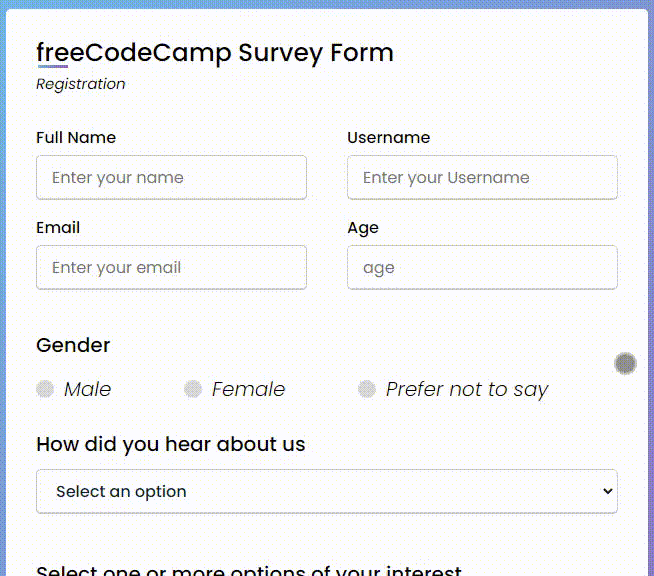 freeCodeCamp Survey Form
Registration
Full Name Username
Enter your name Enter your Username
Email Age
Enter your email age
Gender
Male Female Prefer not to say
How did you hear about us
Select an option
Select one or more options of your interest